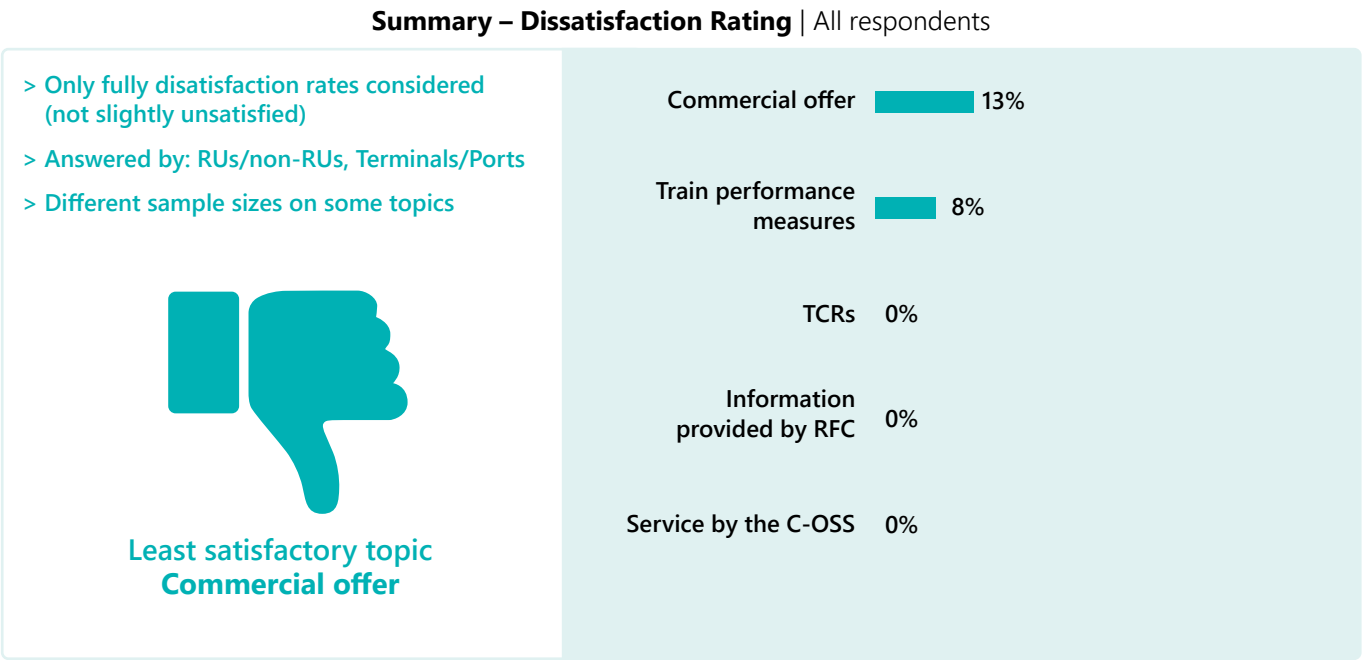 Summary – Dissatisfaction Rating | All respondents
> Only fully disatisfaction rates considered
(not slightly unsatisfied)
> Answered by: RUs/non-RUs, Terminals/Ports
> Different sample sizes on some topics
Least satisfactory topic
Commercial offer
Commercial offer 13%
Train performance
measures 8%
TCRs 0%
Information
provided by RFC 0%
Service by the C-OSS 0%